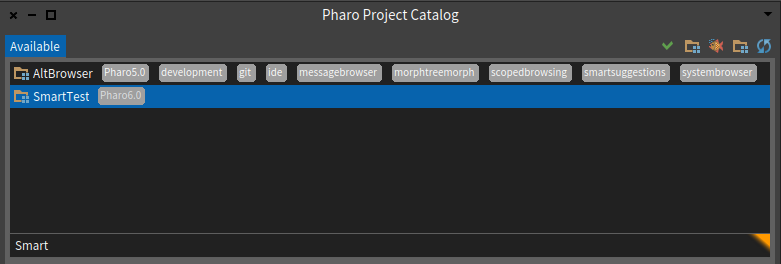 Pharo Project Catalog
Available
AltBrowser Pharo5.0 development git ide messagebrowser morphtreemorph scopedbrowsing smartsuggestions systembrowser
SmartTest Pharo6.0
Smart